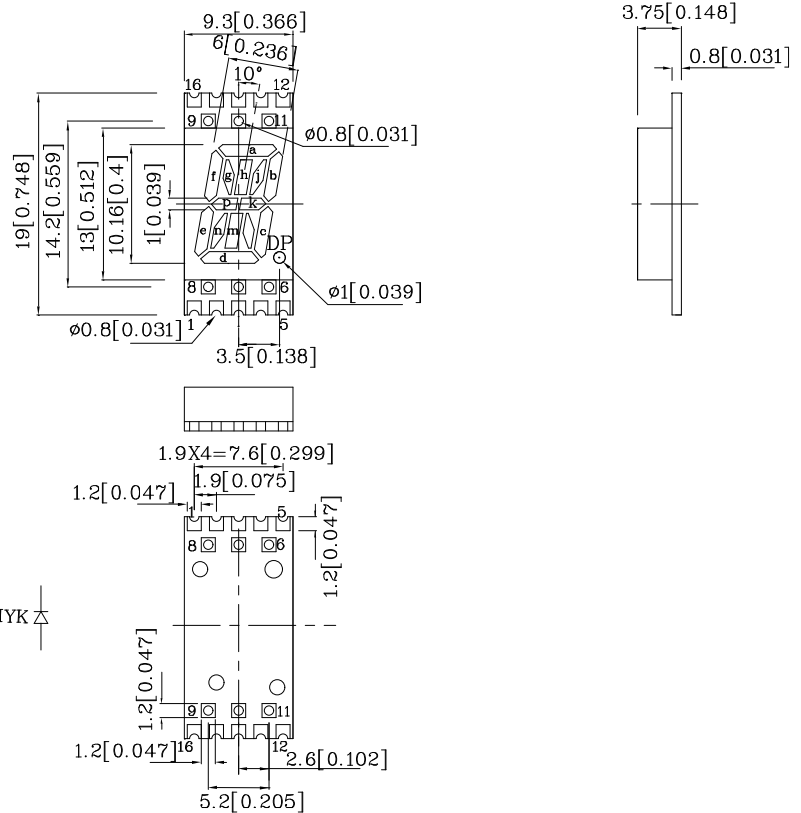 9.3[0.366]
6[0.236]
10°
16
12
9
11
ø0.8[0.031]
a
f
g
h
j
b
p
k
e
n
m
c
d
DP
19[0.748]
14.2[0.559]
13[0.512]
10.16[0.4]
1[0.039]
8
6
ø1[0.039]
1
5
ø0.8[0.031]
3.5[0.138]
3.75[0.148]
0.8[0.031]
1.9X4=7.6[0.299]
1.9[0.075]
1.2[0.047]
1
5
1.2[0.047]
8
6
YK
1.2[0.047]
9
11
16
12
1.2[0.047]
2.6[0.102]
5.2[0.205]